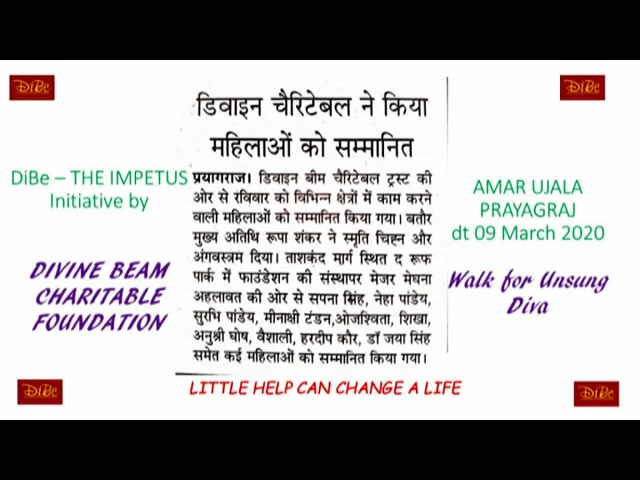 DiBe
DiBe
डिवाइन चैरिटेबल ने किया
महिलाओं को सम्मानित
DiBe – THE IMPETUS
Initiative by
DIVINE BEAM
CHARITABLE
FOUNDATION
प्रयागराज। डिवाइन बीम चैरिटेबल ट्रस्ट की
ओर से रविवार को विभिन्न क्षेत्रों में काम करने
वाली महिलाओं को सम्मानित किया गया। बतौर
मुख्य अतिथि रूपा शंकर ने स्मृति चिह्न और
अंगवस्त्रम दिया। ताशकंद मार्ग स्थित द रूफ
पार्क में फाउंडेशन की संस्थापर मेजर मेघना
अहलावत की ओर से सपना सिंह, नेहा पांडेय,
सुरभि पांडेय, मीनाक्षी टंडन,ओजश्विता, शिखा,
अनुश्री घोष, वैशाली, हरदीप कौर, डॉ जया सिंह
समेत कई महिलाओं को सम्मानित किया गया।
AMAR UJALA
PRAYAGRAJ
dt 09 March 2020
Walk for Unsung
Diva
DiBe
LITTLE HELP CAN CHANGE A LIFE
DiBe